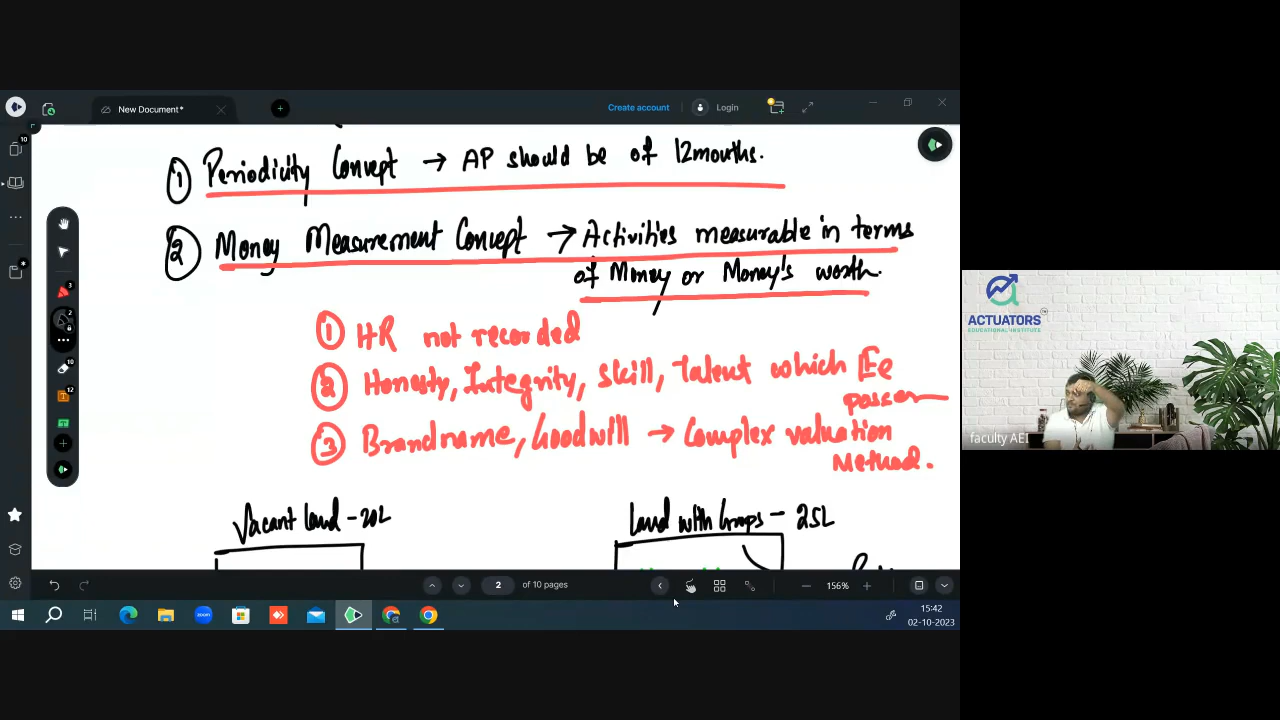 New Document*
Create account
Login
① Periodicity Concept → AP should be of 12mouths.
② Money Measurement Concept → Activities measurable in terms
of Money or Money's worth.
① HR not recorded
② Honesty, Integrity, skill, talent which Ee
③ Brandname, Goodwill → Complex valuation
Method.
Vacant land - 20L
Land with Crops - 25L
2 of 10 pages
156%
15:42
02-10-2023
ACTUATORS
EDUCATIONAL INSTITUTE
faculty AEI
zoom